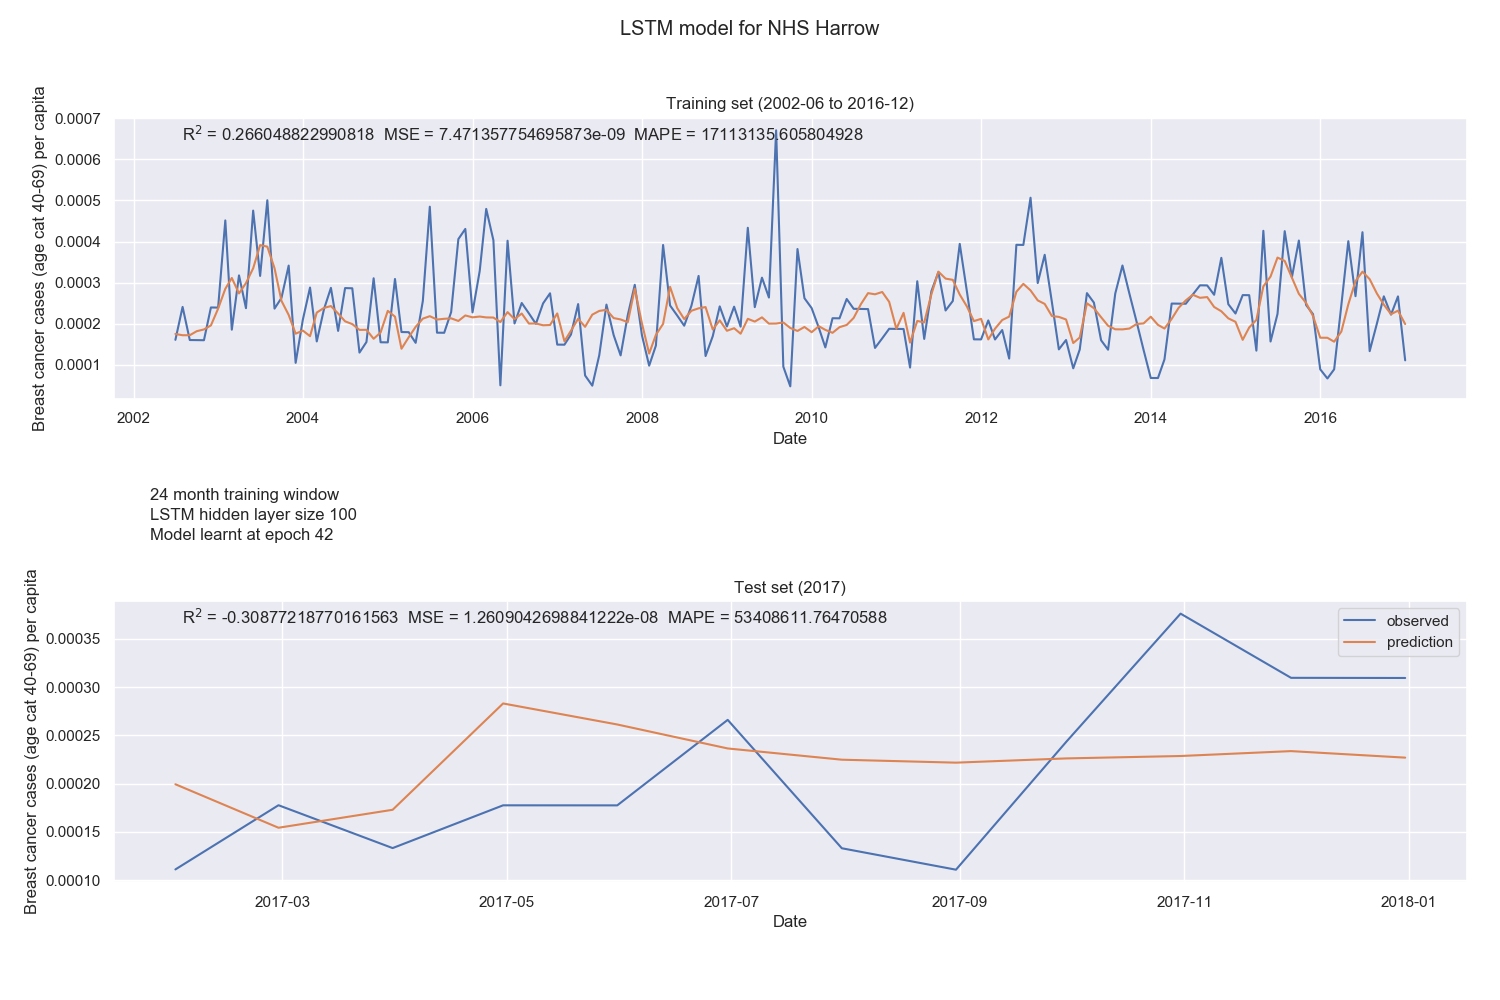 LSTM model for NHS Harrow
Training set (2002-06 to 2016-12)
R² = 0.266048822990818  MSE = 7.471357754695873e-09  MAPE = 17113135.605804928
Breast cancer cases (age cat 40-69) per capita
0.0007
0.0006
0.0005
0.0004
0.0003
0.0002
0.0001
2002 2004 2006 2008 2010 2012 2014 2016
Date
24 month training window
LSTM hidden layer size 100
Model learnt at epoch 42
Test set (2017)
R² = -0.30877218770161563  MSE = 1.2609042698841222e-08  MAPE = 53408611.76470588
observed
prediction
Breast cancer cases (age cat 40-69) per capita
0.00035
0.00030
0.00025
0.00020
0.00015
0.00010
2017-03 2017-05 2017-07 2017-09 2017-11 2018-01
Date